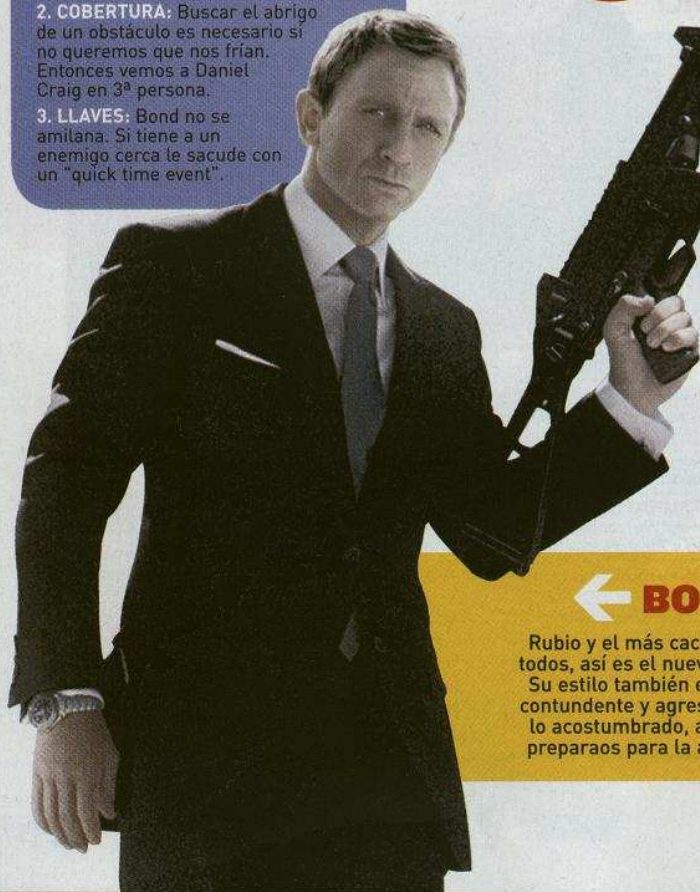 2. COBERTURA: Buscar el abrigo
de un obstáculo es necesario si
no queremos que nos frían.
Entonces vemos a Daniel
Craig en 3ª persona.
3. LLAVES: Bond no se
amilana. Si tiene a un
enemigo cerca le sacude con
un "quick time event".
BO
Rubio y el más cac
todos, así es el nue
Su estilo también e
contundente y agres
lo acostumbrado, a
preparaos para la a